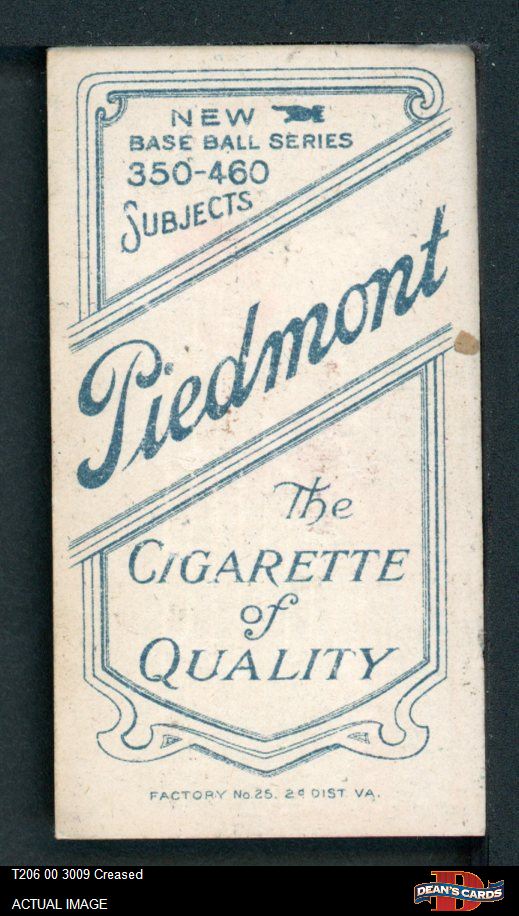 NEW
BASE BALL SERIES
350-460
SUBJECTS
Piedmont
The
CIGARETTE
of
QUALITY
FACTORY No. 25. 2d DIST. VA.
T206 00 3009 Creased
ACTUAL IMAGE
D
DEAN'S CARDS